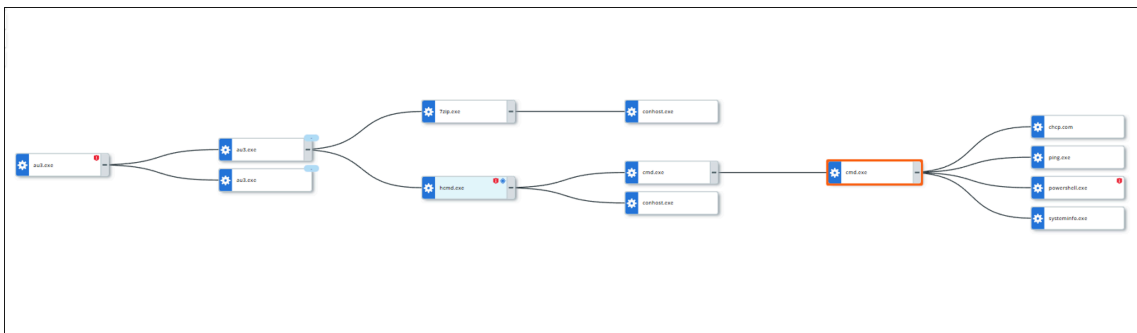 au3.exe
au3.exe
au3.exe
7zip.exe
hcmd.exe
conhost.exe
cmd.exe
conhost.exe
cmd.exe
chcp.com
ping.exe
powershell.exe
systeminfo.exe